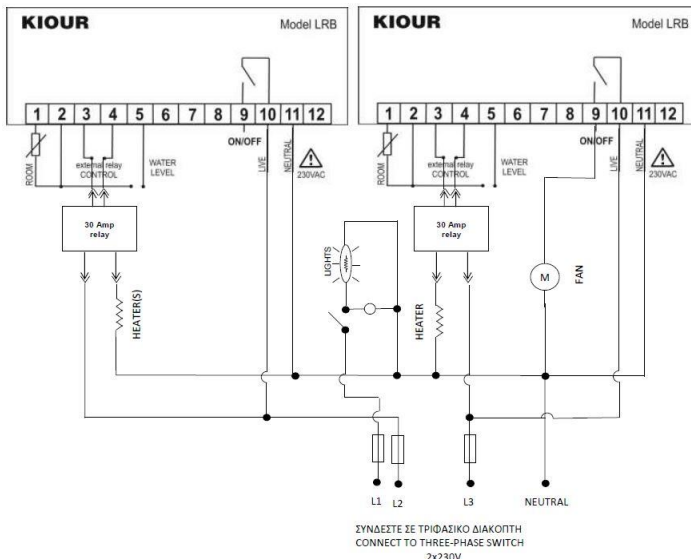 KIOUR Model LRB
1 2 3 4 5 6 7 8 9 10 11 12
ROOM
external relay
CONTROL
WATER
LEVEL
ON/OFF
LIVE
NEUTRAL
230VAC
30 Amp
relay
HEATER(S)
KIOUR Model LRB
1 2 3 4 5 6 7 8 9 10 11 12
ROOM
external relay
CONTROL
WATER
LEVEL
ON/OFF
LIVE
NEUTRAL
230VAC
30 Amp
relay
LIGHTS
HEATER
M
FAN
L1 L2 L3 NEUTRAL
ΣΥΝΔΕΣΤΕ ΣΕ ΤΡΙΦΑΣΙΚΟ ΔΙΑΚΟΠΤΗ
CONNECT TO THREE-PHASE SWITCH
2x230V